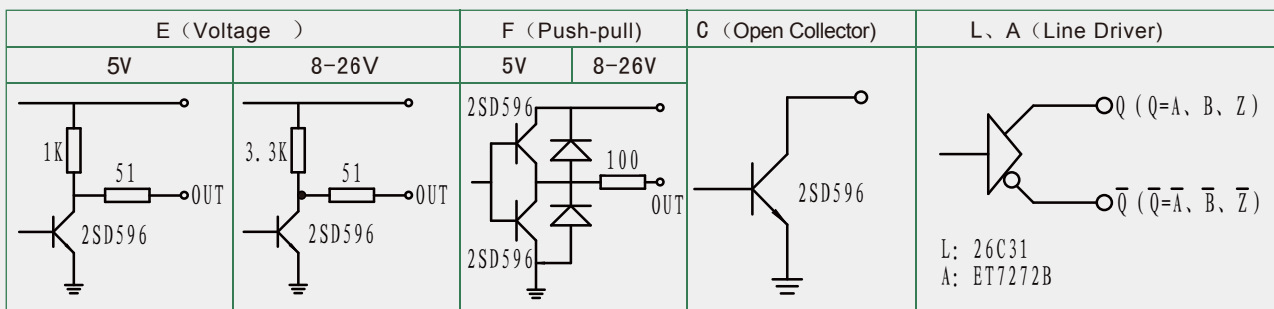 E（Voltage ）
F（Push-pull)
C（Open Collector)
L、A（Line Driver)
5V
8-26V
5V
8-26V
1K
51
OUT
2SD596
3.3K
51
OUT
2SD596
2SD596
100
OUT
2SD596
2SD596
Q (Q=A、B、Z)
Q̅ (Q̅=A̅、B̅、Z̅)
L: 26C31
A: ET7272B